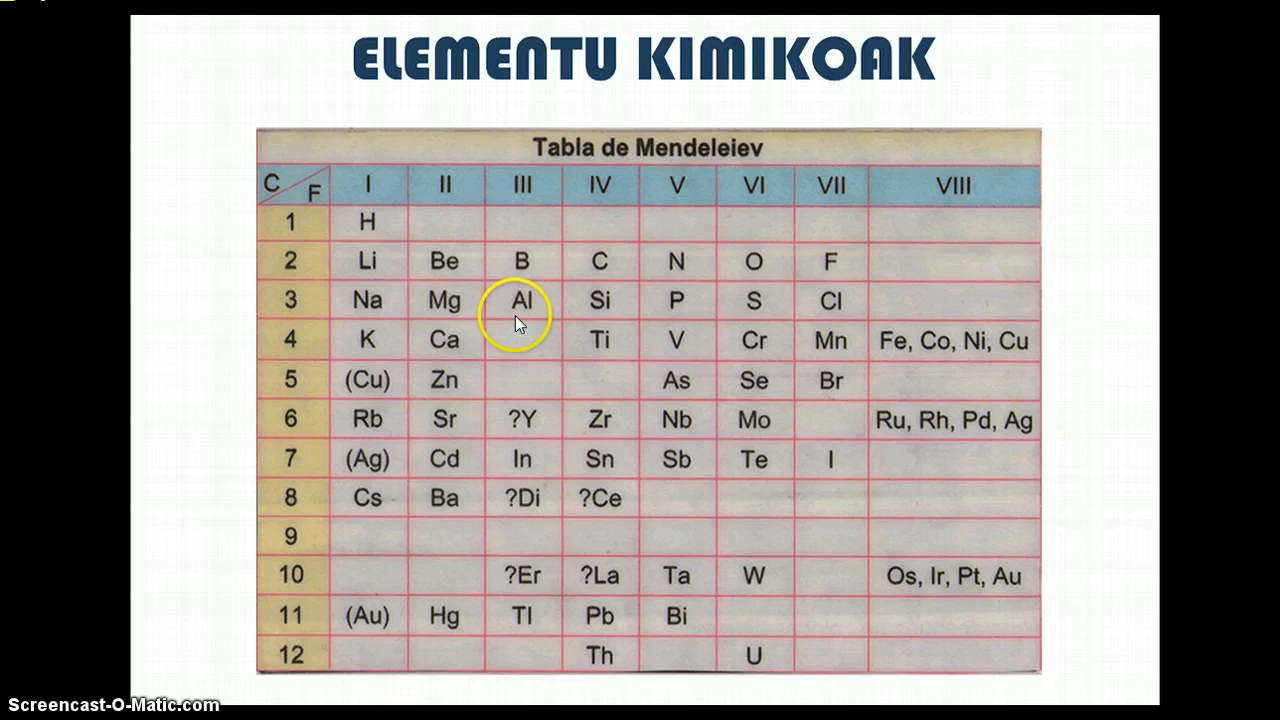 ELEMENTU KIMIKOAK
Tabla de Mendeleiev
C F I II III IV V VI VII VIII
1 H
2 Li Be B C N O F
3 Na Mg Al Si P S Cl
4 K Ca Ti V Cr Mn Fe, Co, Ni, Cu
5 (Cu) Zn As Se Br
6 Rb Sr ?Y Zr Nb Mo Ru, Rh, Pd, Ag
7 (Ag) Cd In Sn Sb Te I
8 Cs Ba ?Di ?Ce
9
10 ?Er ?La Ta W Os, Ir, Pt, Au
11 (Au) Hg Tl Pb Bi
12 Th U
Screencast-O-Matic.com